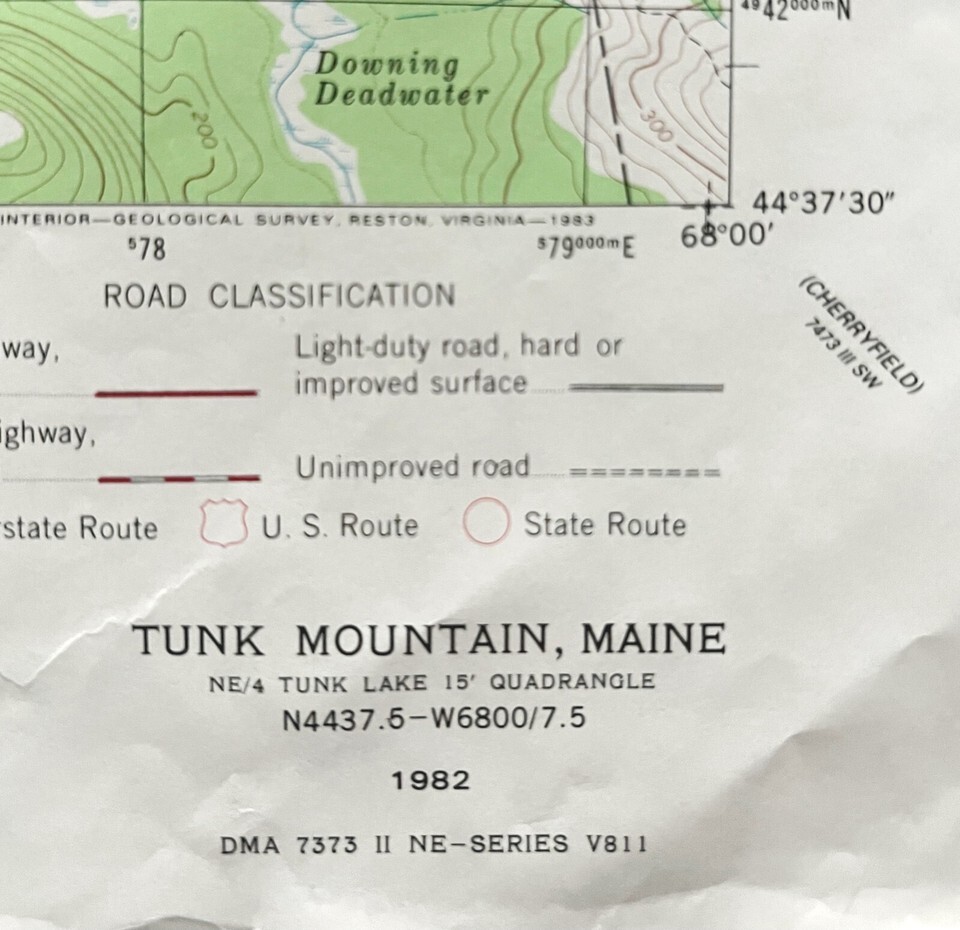 ⁴⁹42⁰⁰⁰ᵐN
Downing
Deadwater
200
300
44°37'30"
INTERIOR—GEOLOGICAL SURVEY, RESTON, VIRGINIA—1983
68°00'
⁵78
⁵79⁰⁰⁰ᵐE
ROAD CLASSIFICATION
(CHERRYFIELD)
7473 III SW
way,
Light-duty road, hard or
improved surface
ighway,
Unimproved road
rstate Route
U. S. Route
State Route
TUNK MOUNTAIN, MAINE
NE/4 TUNK LAKE 15' QUADRANGLE
N4437.5–W6800/7.5
1982
DMA 7373 II NE–SERIES V811